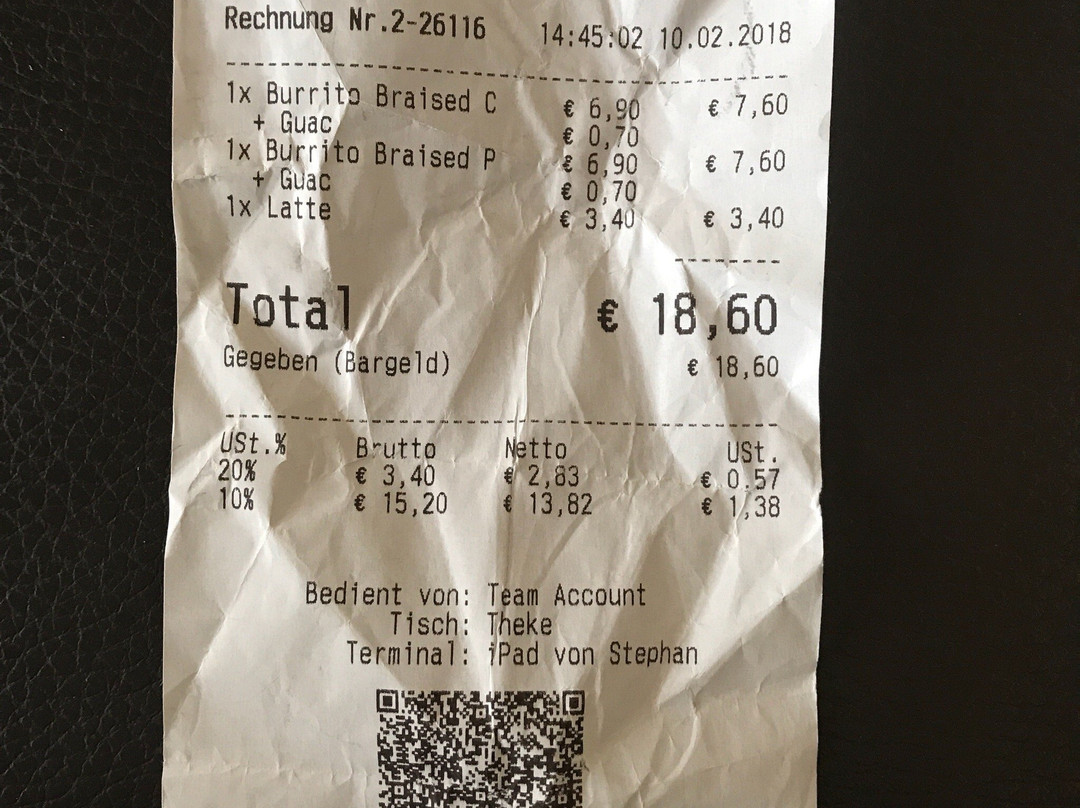 Rechnung Nr.2-26116 14:45:02 10.02.2018
1x Burrito Braised C € 6,90 € 7,60
+ Guac € 0,70
1x Burrito Braised P € 6,90 € 7,60
+ Guac € 0,70
1x Latte € 3,40 € 3,40
Total € 18,60
Gegeben (Bargeld) € 18,60
USt.% Brutto Netto USt.
20% € 3,40 € 2,83 € 0,57
10% € 15,20 € 13,82 € 1,38
Bedient von: Team Account
Tisch: Theke
Terminal: iPad von Stephan